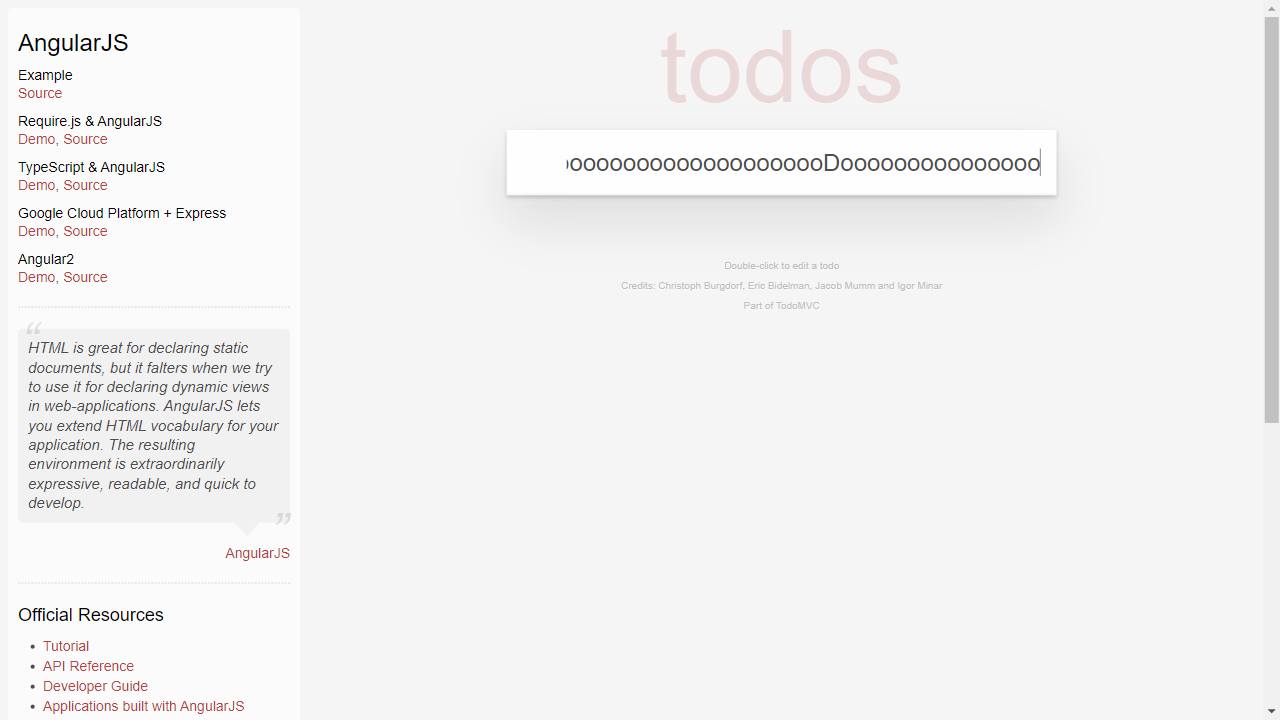 AngularJS
Example
Source
Require.js & AngularJS
Demo, Source
TypeScript & AngularJS
Demo, Source
Google Cloud Platform + Express
Demo, Source
Angular2
Demo, Source
“
HTML is great for declaring static
documents, but it falters when we try
to use it for declaring dynamic views
in web-applications. AngularJS lets
you extend HTML vocabulary for your
application. The resulting
environment is extraordinarily
expressive, readable, and quick to
develop.
”
AngularJS
Official Resources
• Tutorial
• API Reference
• Developer Guide
• Applications built with AngularJS
todos
oooooooooooooooooooDooooooooooooooo
Double-click to edit a todo
Credits: Christoph Burgdorf, Eric Bidelman, Jacob Mumm and Igor Minar
Part of TodoMVC